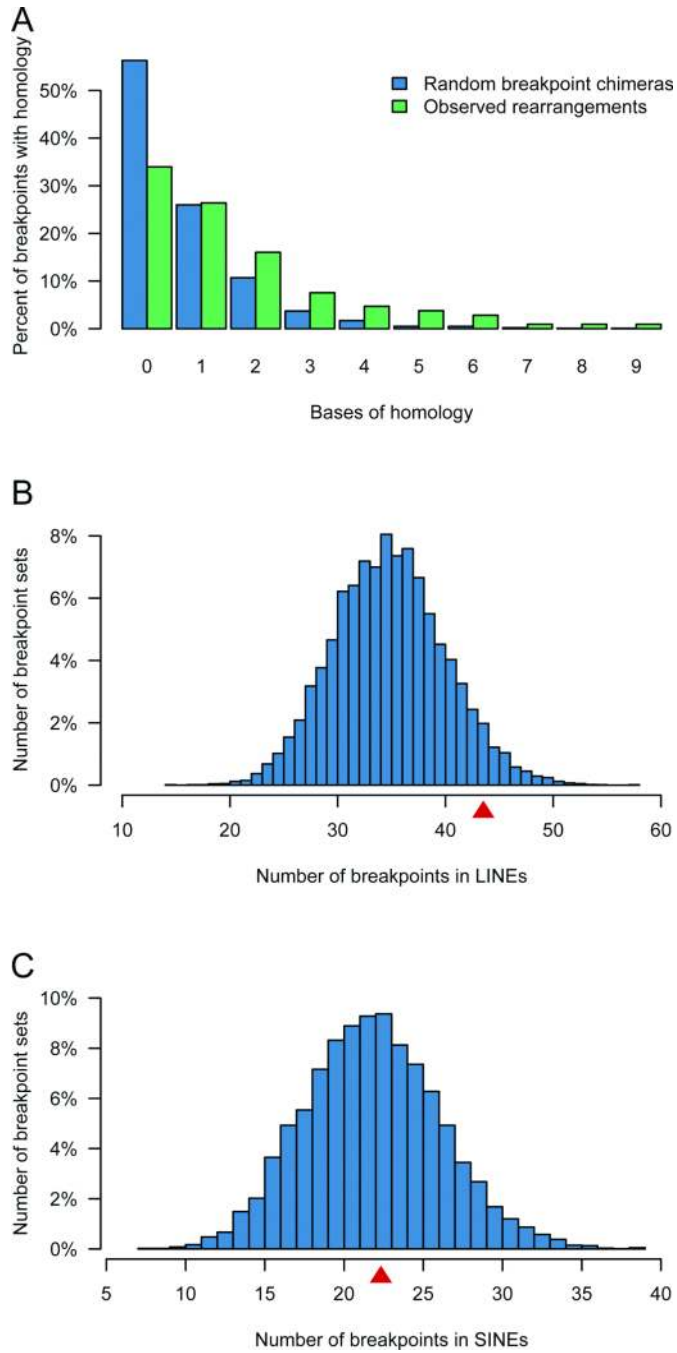 A
Percent of breakpoints with homology
50%
40%
30%
20%
10%
0%
Random breakpoint chimeras
Observed rearrangements
0 1 2 3 4 5 6 7 8 9
Bases of homology
B
Number of breakpoint sets
8%
6%
4%
2%
0%
10 20 30 40 50 60
Number of breakpoints in LINEs
C
Number of breakpoint sets
10%
8%
6%
4%
2%
0%
5 10 15 20 25 30 35 40
Number of breakpoints in SINEs